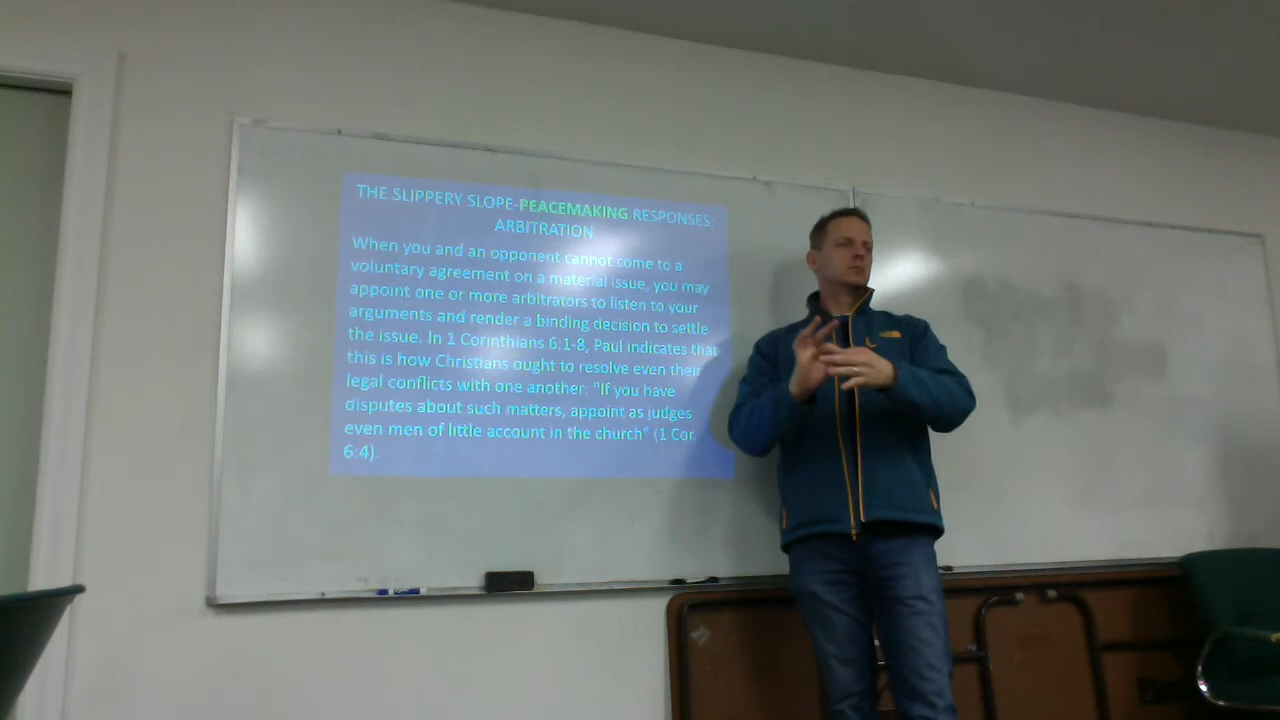 THE SLIPPERY SLOPE-PEACEMAKING RESPONSES:
ARBITRATION
When you and an opponent cannot come to a
voluntary agreement on a material issue, you may
appoint one or more arbitrators to listen to your
arguments and render a binding decision to settle
the issue. In 1 Corinthians 6:1-8, Paul indicates that
this is how Christians ought to resolve even their
legal conflicts with one another: "If you have
disputes about such matters, appoint as judges
even men of little account in the church" (1 Cor.
6:4).